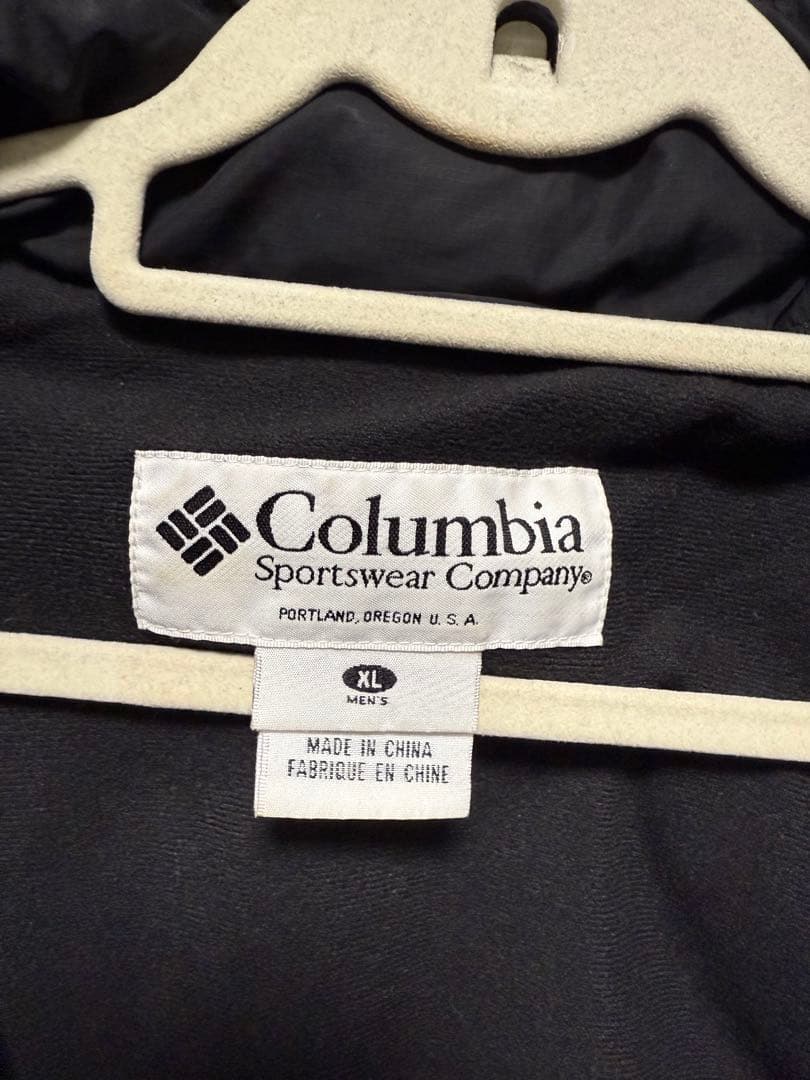 Columbia
Sportswear Company®
PORTLAND, OREGON U. S. A.
XL
MEN'S
MADE IN CHINA
FABRIQUE EN CHINE